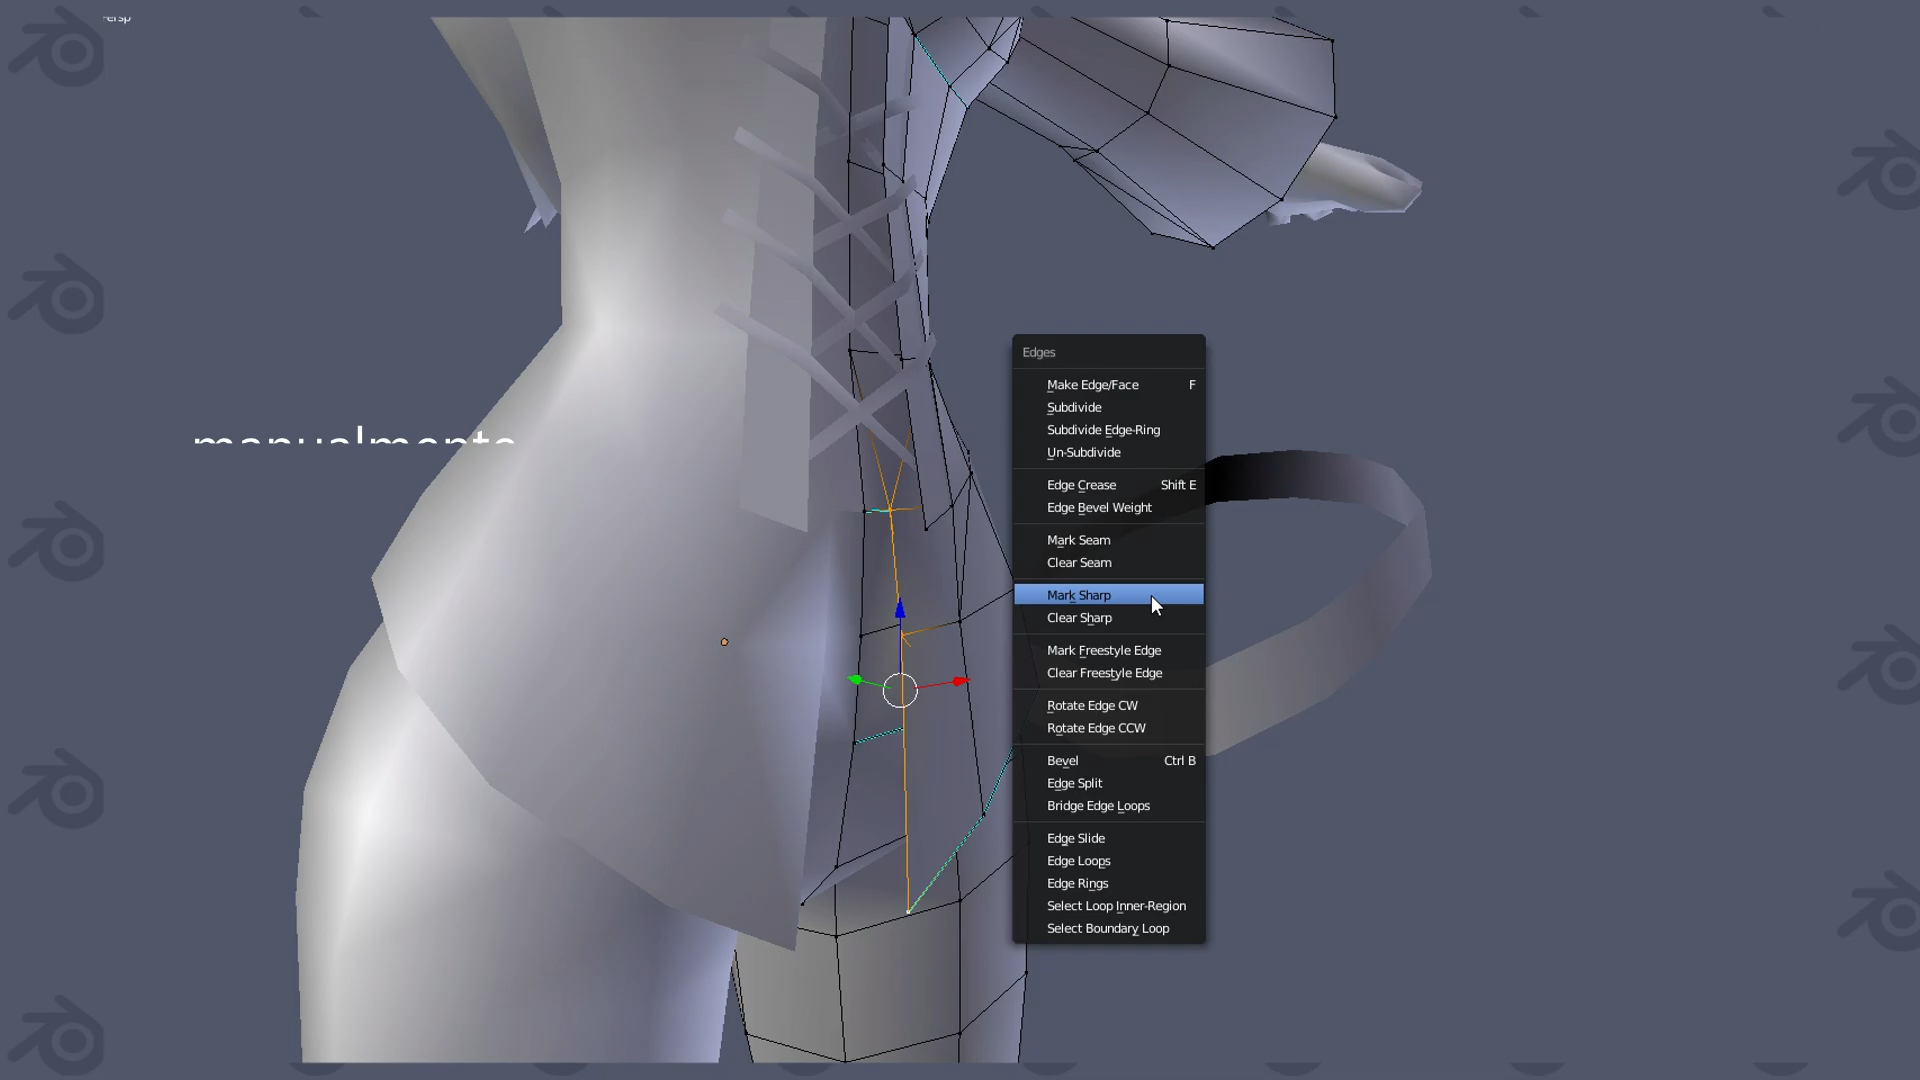 Persp
manualmente
Edges
Make Edge/Face F
Subdivide
Subdivide Edge-Ring
Un-Subdivide
Edge Crease Shift E
Edge Bevel Weight
Mark Seam
Clear Seam
Mark Sharp
Clear Sharp
Mark Freestyle Edge
Clear Freestyle Edge
Rotate Edge CW
Rotate Edge CCW
Bevel Ctrl B
Edge Split
Bridge Edge Loops
Edge Slide
Edge Loops
Edge Rings
Select Loop Inner-Region
Select Boundary Loop